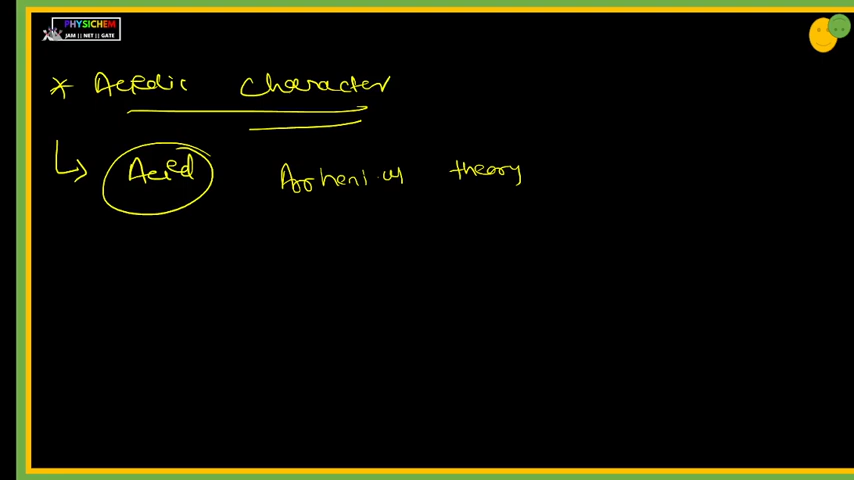 PHYSICHEM
JAM || NET || GATE
* Acidic Character
Acid Arrhenius theory